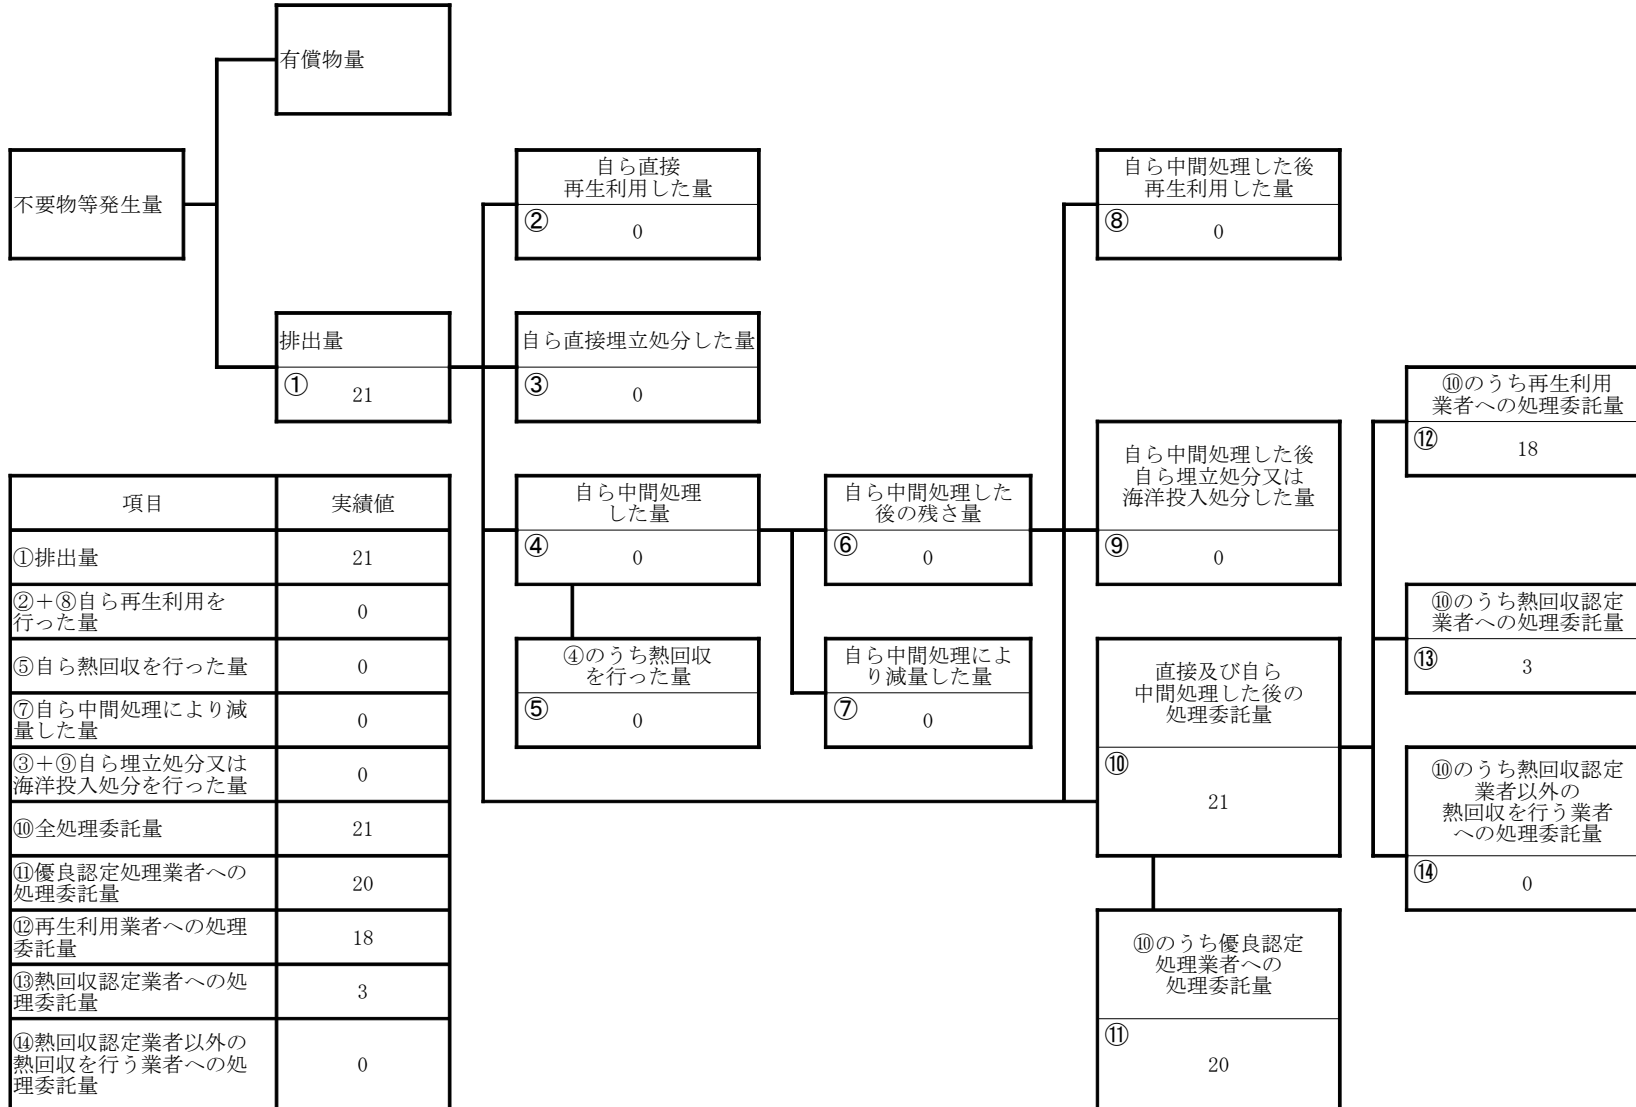 有償物量
不要物等発生量
排出量
① 21
自ら直接
再生利用した量
② 0
自ら直接埋立処分した量
③ 0
自ら中間処理
した量
④ 0
④のうち熱回収
を行った量
⑤ 0
自ら中間処理した
後の残さ量
⑥ 0
自ら中間処理によ
り減量した量
⑦ 0
自ら中間処理した後
再生利用した量
⑧ 0
自ら中間処理した後
自ら埋立処分又は
海洋投入処分した量
⑨ 0
直接及び自ら
中間処理した後の
処理委託量
⑩
21
⑩のうち優良認定
処理業者への
処理委託量
⑪
20
⑩のうち再生利用
業者への処理委託量
⑫ 18
⑩のうち熱回収認定
業者への処理委託量
⑬ 3
⑩のうち熱回収認定
業者以外の
熱回収を行う業者
への処理委託量
⑭ 0
項目 実績値
①排出量 21
②+⑧自ら再生利用を
行った量 0
⑤自ら熱回収を行った量 0
⑦自ら中間処理により減
量した量 0
③+⑨自ら埋立処分又は
海洋投入処分を行った量 0
⑩全処理委託量 21
⑪優良認定処理業者への
処理委託量 20
⑫再生利用業者への処理
委託量 18
⑬熱回収認定業者への処
理委託量 3
⑭熱回収認定業者以外の
熱回収を行う業者への処
理委託量 0